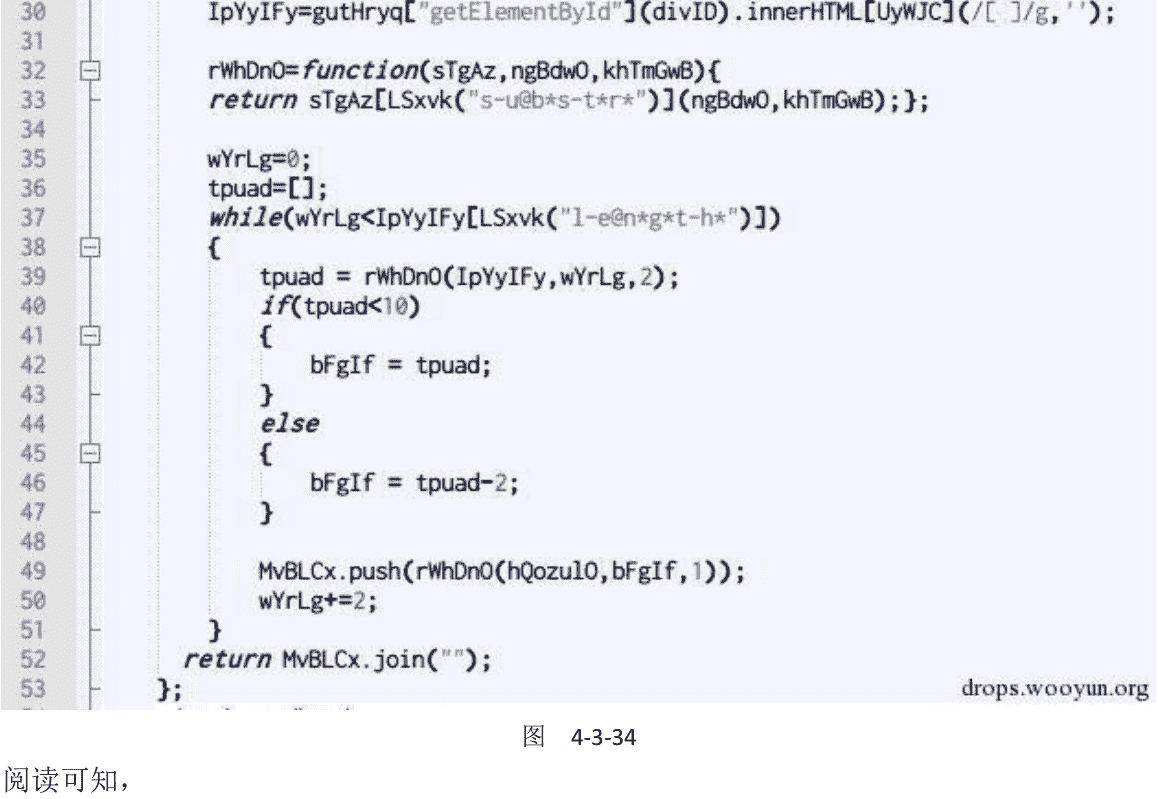 30 IpYyIFy=gutHryq["getElementById"](divID).innerHTML[UyWJC](/[ ]/g,'');
31
32 rWhDnO=function(sTgAz,ngBdwO,khTmGwB){
33 return sTgAz[LSxvk("s-u@b*s-t*r*")](ngBdwO,khTmGwB);};
34
35 wYrLg=0;
36 tpuad=[];
37 while(wYrLg<IpYyIFy[LSxvk("l-e@n*g*t-h*")])
38 {
39 tpuad = rWhDnO(IpYyIFy,wYrLg,2);
40 if(tpuad<10)
41 {
42 bFgIf = tpuad;
43 }
44 else
45 {
46 bFgIf = tpuad-2;
47 }
48
49 MvBLCx.push(rWhDnO(hQozulO,bFgIf,1));
50 wYrLg+=2;
51 }
52 return MvBLCx.join("");
53 };
drops.wooyun.org
图 4-3-34
阅读可知，